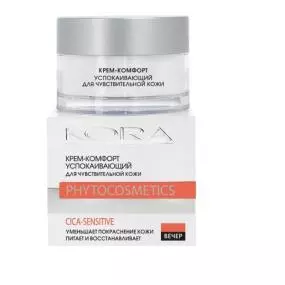 КРЕМ-КОМФОРТ
УСПОКАИВАЮЩИЙ
ДЛЯ ЧУВСТВИТЕЛЬНОЙ КОЖИ
KORA
КРЕМ-КОМФОРТ
УСПОКАИВАЮЩИЙ
ДЛЯ ЧУВСТВИТЕЛЬНОЙ КОЖИ
PHYTOCOSMETICS
CICA-SENSITIVE
УМЕНЬШАЕТ ПОКРАСНЕНИЕ КОЖИ
ПИТАЕТ И ВОССТАНАВЛИВАЕТ
ВЕЧЕР